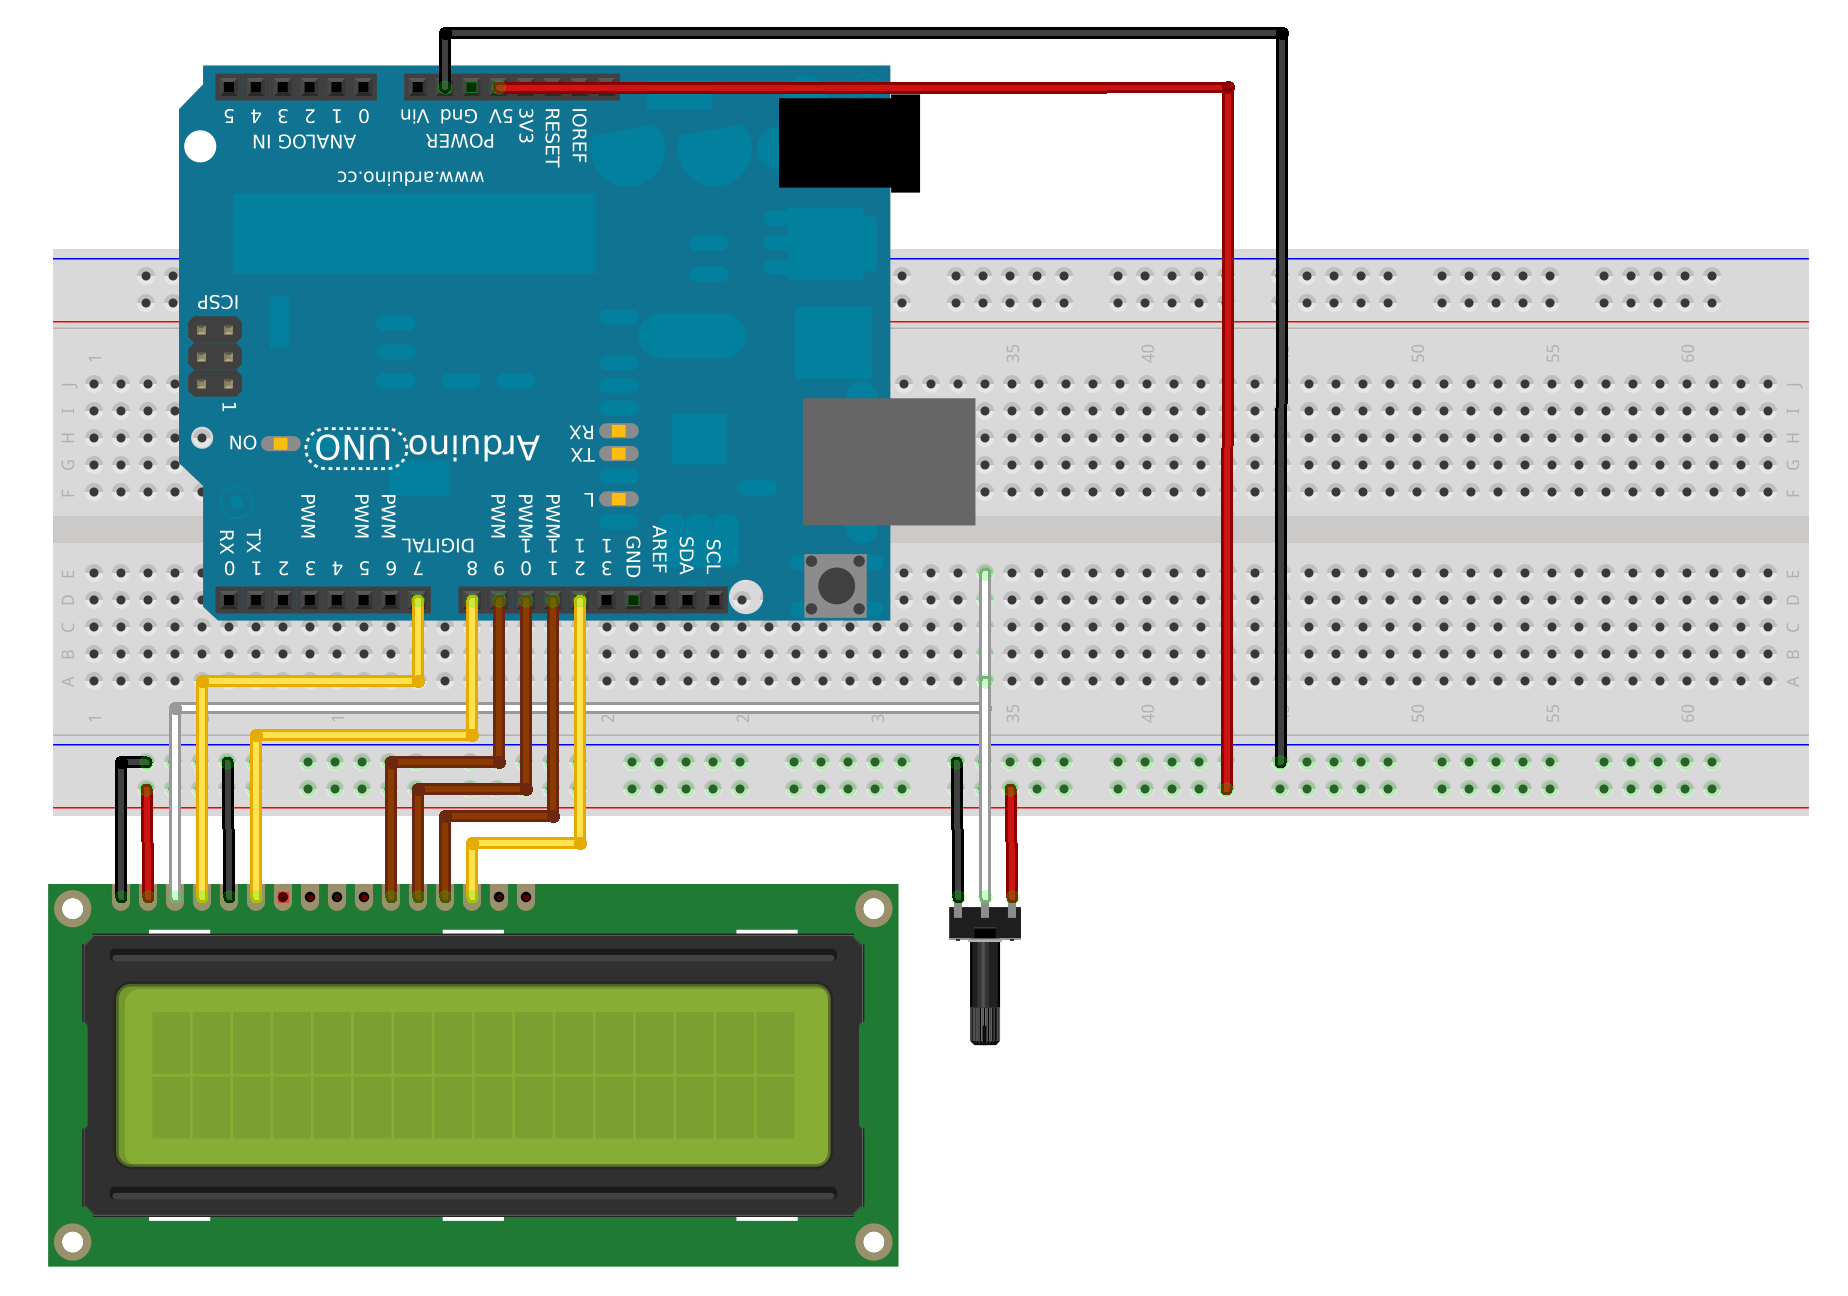 5 4 3 2 1 0
ANALOG IN
Vin Gnd Gnd 5V 3V3 RESET IOREF
POWER
www.arduino.cc
ICSP
1
1 35 40 50 55 60
J J
I I
H H
G G
F F
ON
UNO Arduino
RX
TX
L
PWM PWM PWM PWM PWM PWM
RX TX
DIGITAL
0 1 2 3 4 5 6 7 8 9 10 11 12 13 GND AREF SDA SCL
E E
D D
C C
B B
A A
1 1 2 2 3 35 40 50 55 60